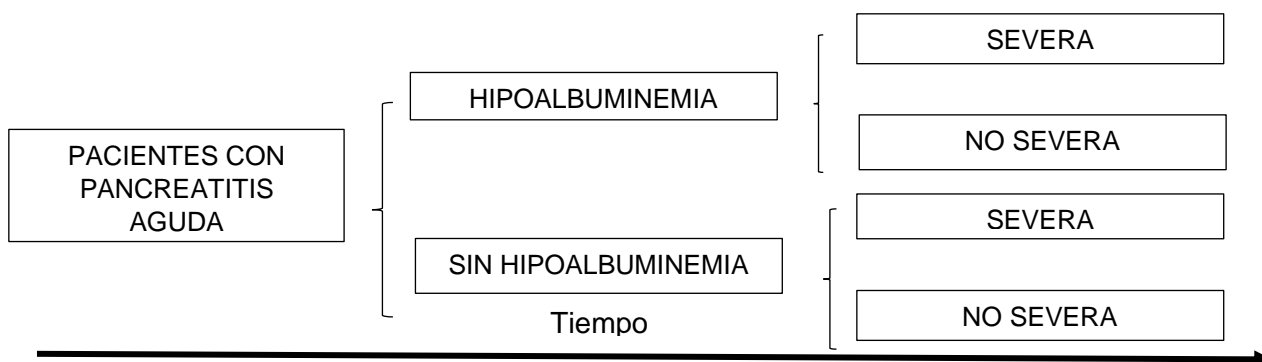 PACIENTES CON
PANCREATITIS
AGUDA
HIPOALBUMINEMIA
SEVERA
NO SEVERA
SIN HIPOALBUMINEMIA
SEVERA
NO SEVERA
Tiempo